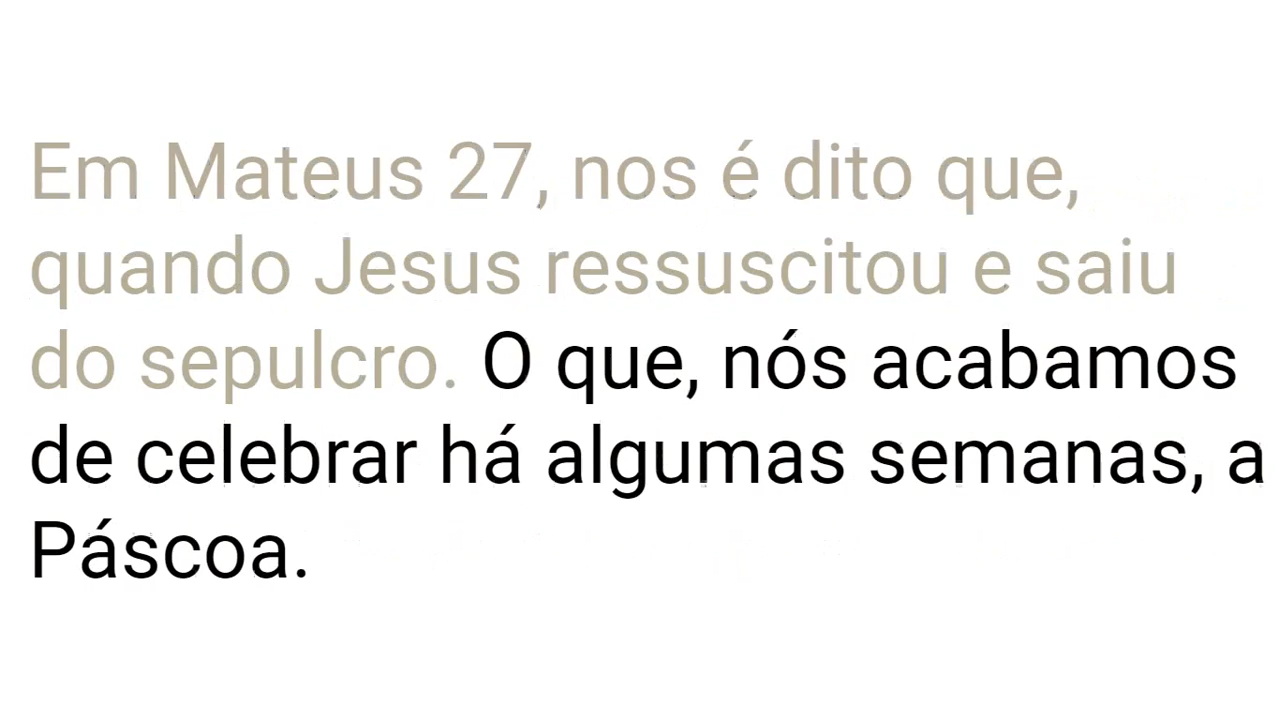 Em Mateus 27, nos é dito que,
quando Jesus ressuscitou e saiu
do sepulcro. O que, nós acabamos
de celebrar há algumas semanas, a
Páscoa.